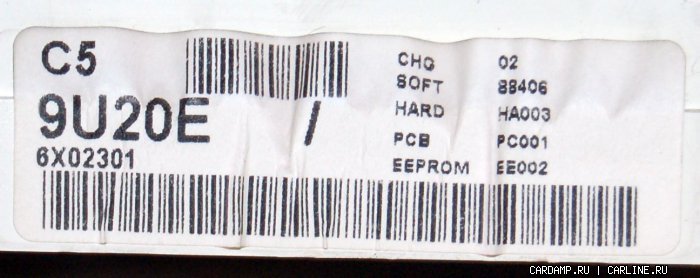 C5
9U20E /
6X02301
CHG 02
SOFT 88406
HARD HA003
PCB PC001
EEPROM EE002
CARDAMP.RU / CARLINE.RU